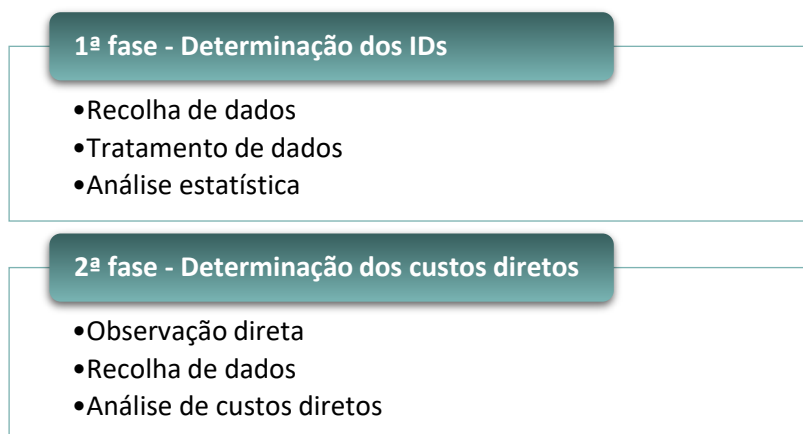 1ª fase - Determinação dos IDs
•Recolha de dados
•Tratamento de dados
•Análise estatística
2ª fase - Determinação dos custos diretos
•Observação direta
•Recolha de dados
•Análise de custos diretos